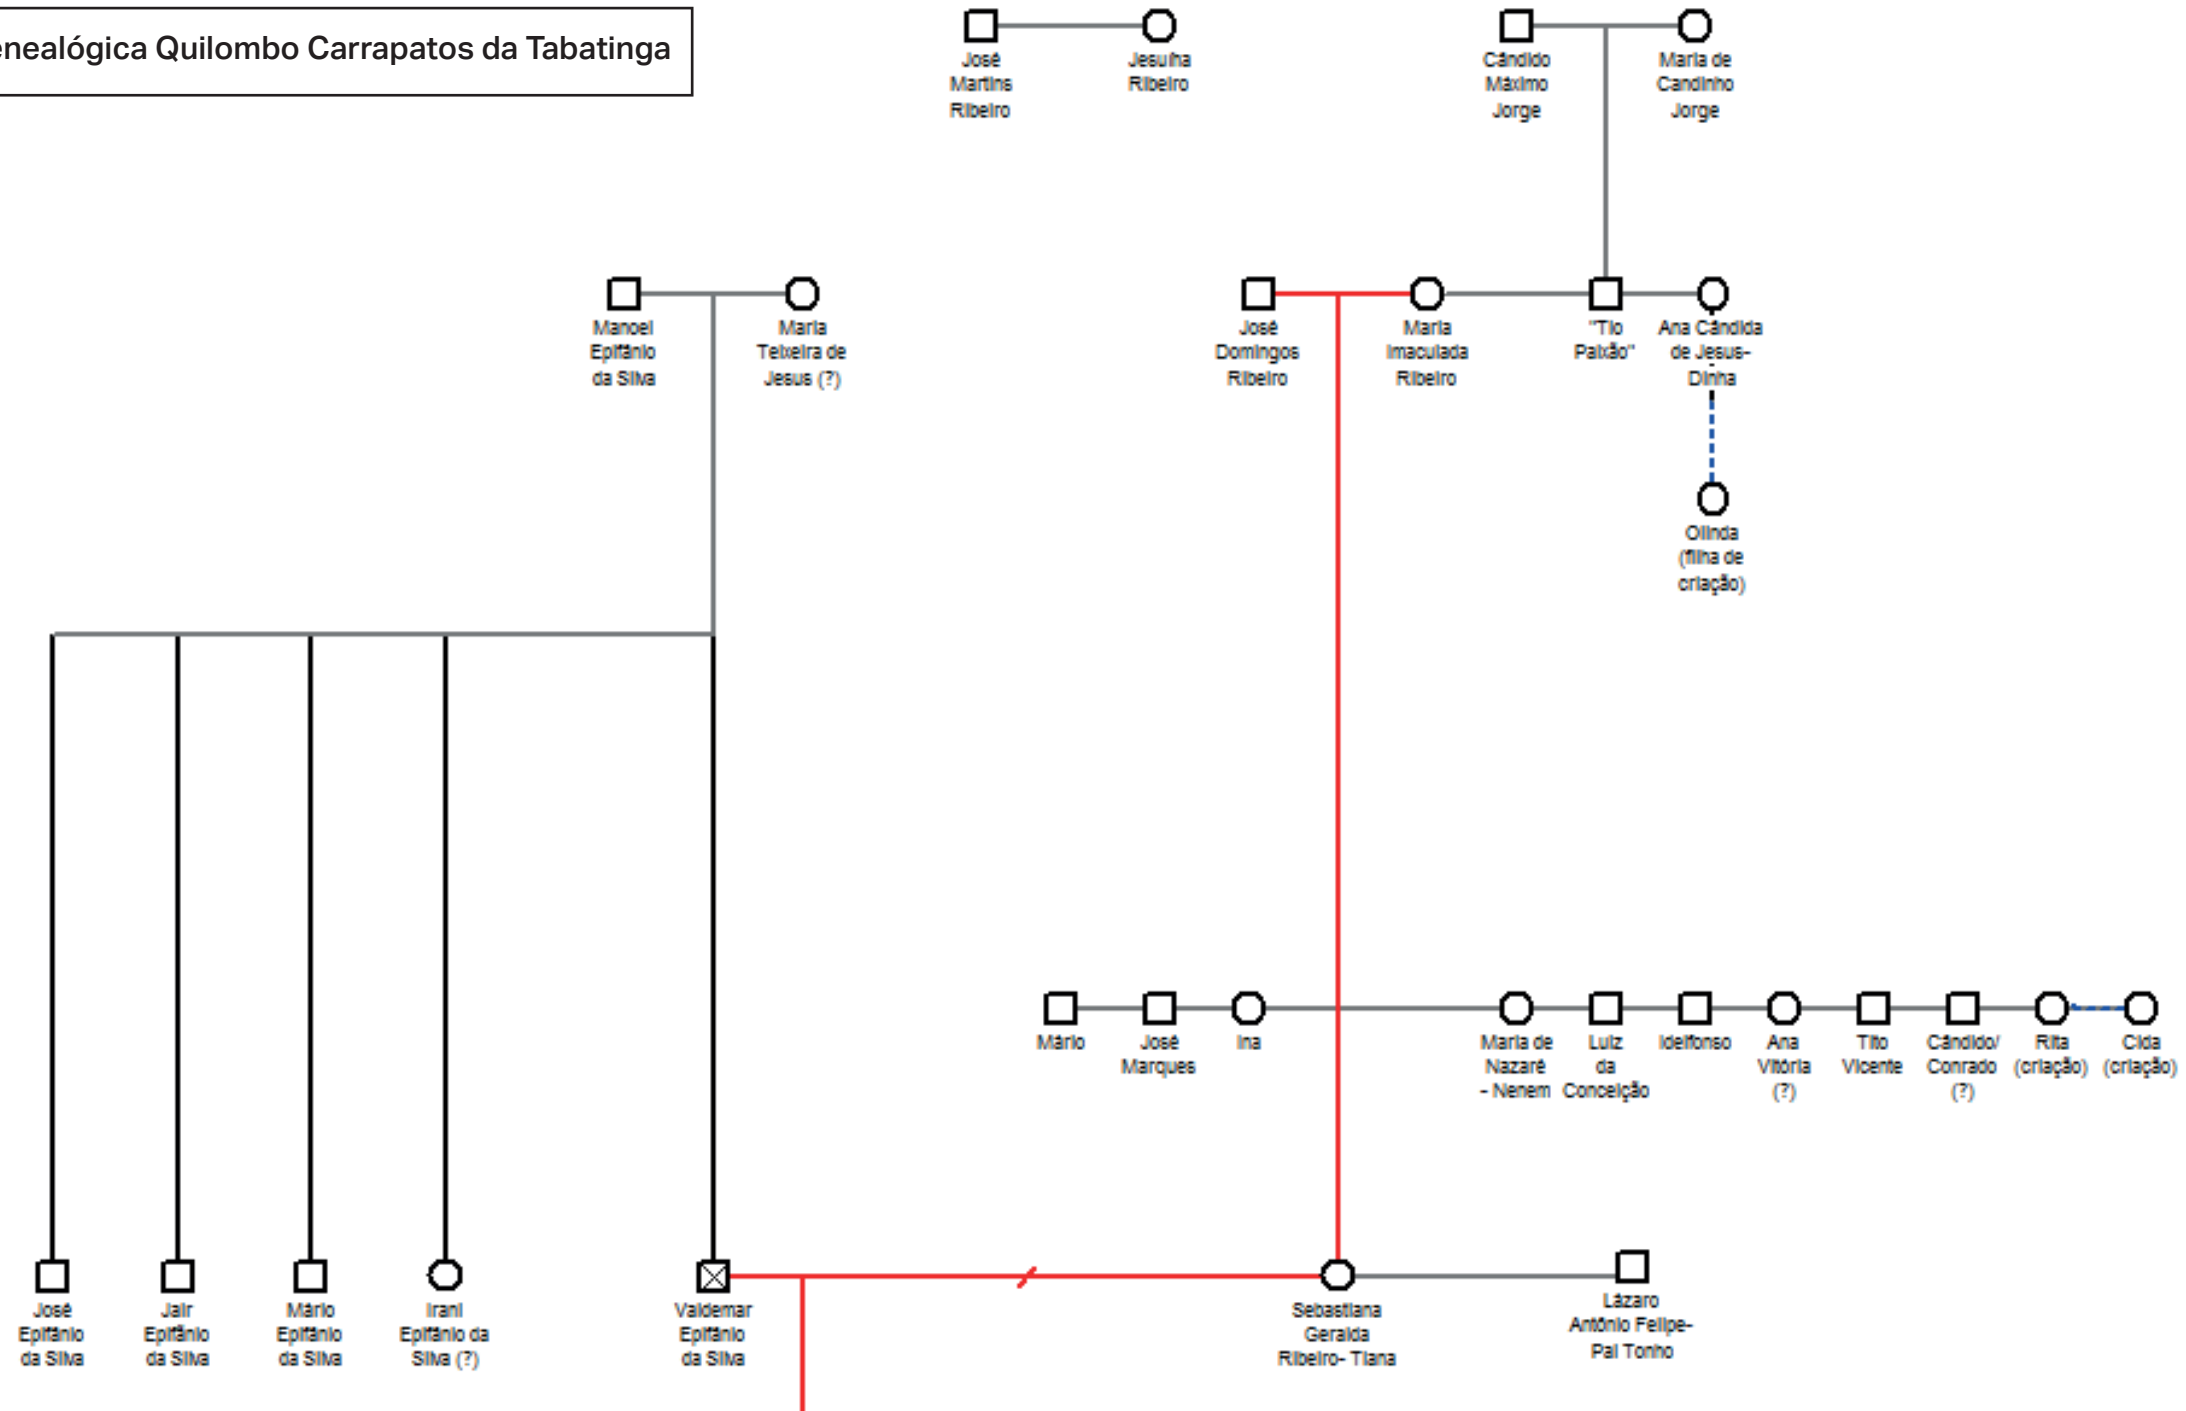 enealógica Quilombo Carrapatos da Tabatinga
José
Martins
Ribeiro
Jesuína
Ribeiro
Cândido
Máximo
Jorge
Maria de
Candinho
Jorge
Manoel
Epifânio
da Silva
Maria
Teixeira de
Jesus (?)
José
Domingos
Ribeiro
Maria
Imaculada
Ribeiro
"Tio
Paixão"
Ana Cândida
de Jesus-
Dinha
Olinda
(filha de
criação)
Mário
José
Marques
Ina
Maria de
Nazaré
- Nenem
Luiz
da
Conceição
Idelfonso
Ana
Vitória
(?)
Tito
Vicente
Cândido/
Conrado
(?)
Rita
(criação)
Cida
(criação)
José
Epifânio
da Silva
Jair
Epifânio
da Silva
Mário
Epifânio
da Silva
Irani
Epifânio da
Silva (?)
Valdemar
Epifânio
da Silva
Sebastiana
Geralda
Ribeiro- Tiana
Lázaro
Antônio Felipe-
Pai Tonho